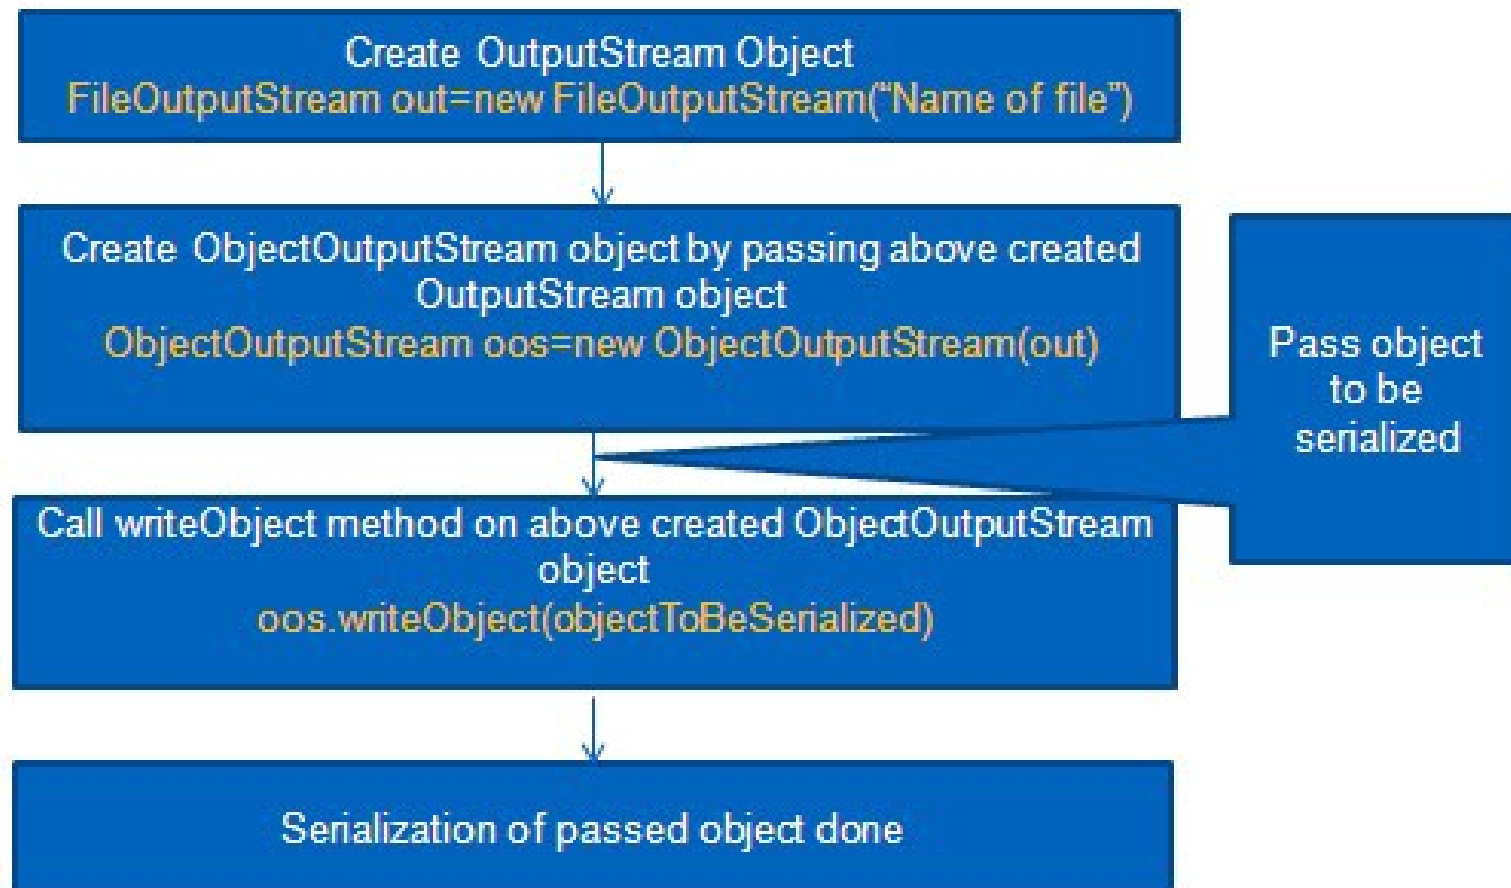 Create OutputStream Object
FileOutputStream out=new FileOutputStream(“Name of file”)
Create ObjectOutputStream object by passing above created
OutputStream object
ObjectOutputStream oos=new ObjectOutputStream(out)
Pass object
to be
serialized
Call writeObject method on above created ObjectOutputStream
object
oos.writeObject(objectToBeSerialized)
Serialization of passed object done